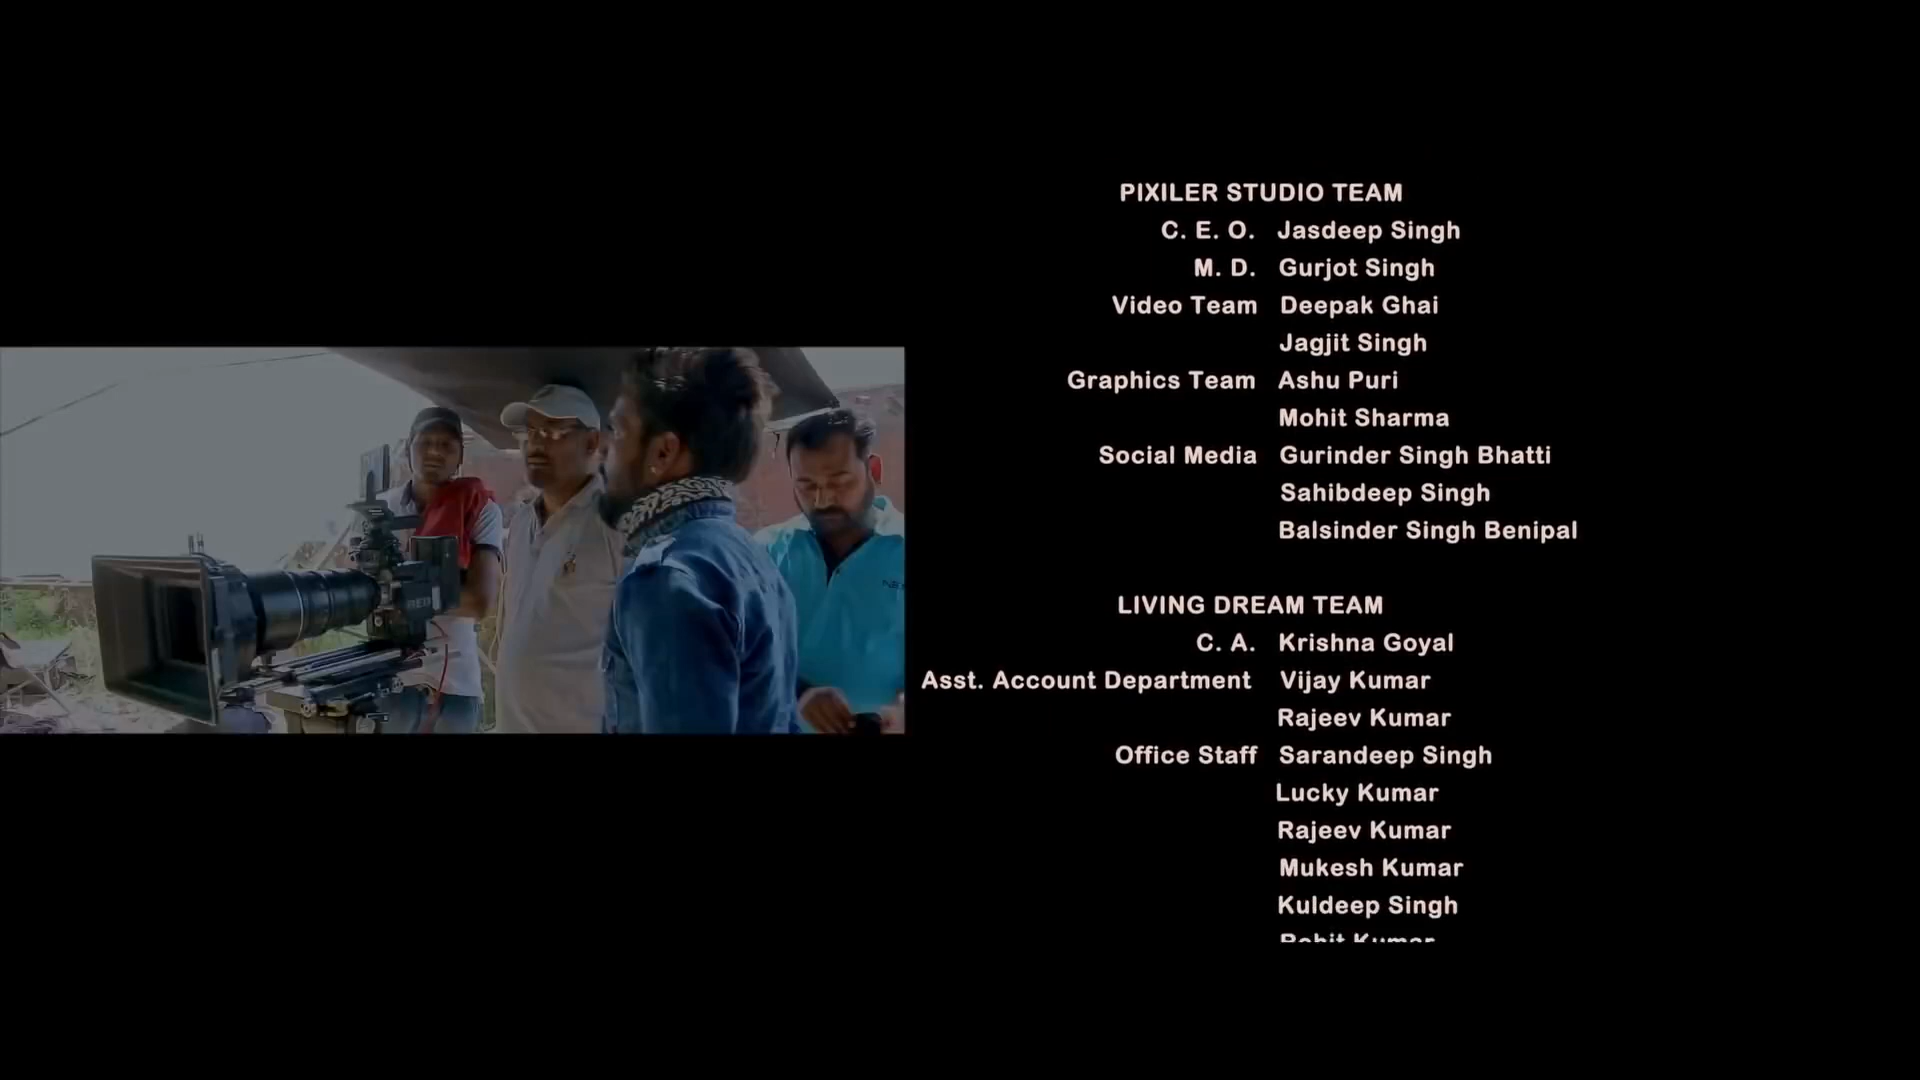 PIXILER STUDIO TEAM
C. E. O. Jasdeep Singh
M. D. Gurjot Singh
Video Team Deepak Ghai
Jagjit Singh
Graphics Team Ashu Puri
Mohit Sharma
Social Media Gurinder Singh Bhatti
Sahibdeep Singh
Balsinder Singh Benipal
LIVING DREAM TEAM
C. A. Krishna Goyal
Asst. Account Department Vijay Kumar
Rajeev Kumar
Office Staff Sarandeep Singh
Lucky Kumar
Rajeev Kumar
Mukesh Kumar
Kuldeep Singh
Kumar
RED